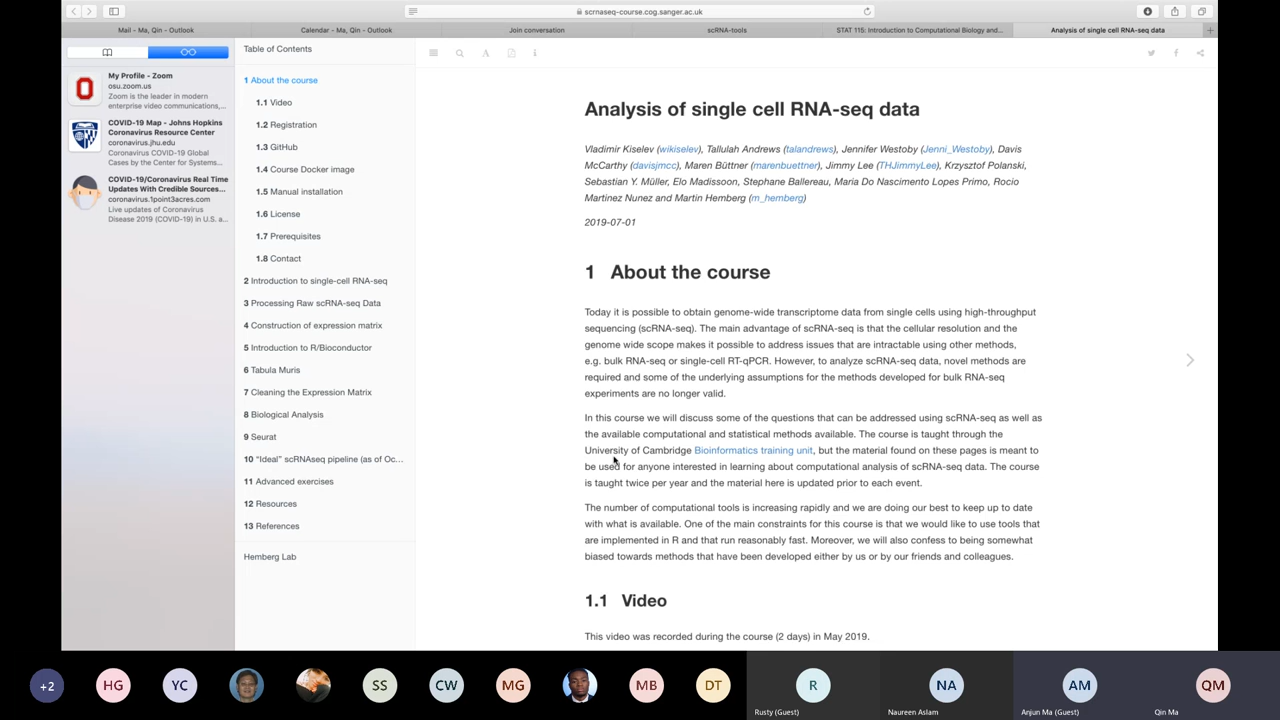 scrnaseq-course.cog.sanger.ac.uk
Mail - Ma, Qin - Outlook
Calendar - Ma, Qin - Outlook
Join conversation
scRNA-tools
STAT 115: Introduction to Computational Biology and...
Analysis of single cell RNA-seq data
My Profile - Zoom
osu.zoom.us
Zoom is the leader in modern
enterprise video communications,...
COVID-19 Map - Johns Hopkins
Coronavirus Resource Center
coronavirus.jhu.edu
Coronavirus COVID-19 Global
Cases by the Center for Systems...
COVID-19/Coronavirus Real Time
Updates With Credible Sources...
coronavirus.1point3acres.com
Live updates of Coronavirus
Disease 2019 (COVID-19) in U.S. a...
Table of Contents
1 About the course
1.1 Video
1.2 Registration
1.3 GitHub
1.4 Course Docker image
1.5 Manual installation
1.6 License
1.7 Prerequisites
1.8 Contact
2 Introduction to single-cell RNA-seq
3 Processing Raw scRNA-seq Data
4 Construction of expression matrix
5 Introduction to R/Bioconductor
6 Tabula Muris
7 Cleaning the Expression Matrix
8 Biological Analysis
9 Seurat
10 “Ideal” scRNAseq pipeline (as of Oc...
11 Advanced exercises
12 Resources
13 References
Hemberg Lab
A
i
Analysis of single cell RNA-seq data
Vladimir Kiselev (wikiselev), Tallulah Andrews (talandrews), Jennifer Westoby (Jenni_Westoby), Davis
McCarthy (davisjmcc), Maren Büttner (marenbuettner), Jimmy Lee (THJimmyLee), Krzysztof Polanski,
Sebastian Y. Müller, Elo Madissoon, Stephane Ballereau, Maria Do Nascimento Lopes Primo, Rocio
Martinez Nunez and Martin Hemberg (m_hemberg)
2019-07-01
1 About the course
Today it is possible to obtain genome-wide transcriptome data from single cells using high-throughput
sequencing (scRNA-seq). The main advantage of scRNA-seq is that the cellular resolution and the
genome wide scope makes it possible to address issues that are intractable using other methods,
e.g. bulk RNA-seq or single-cell RT-qPCR. However, to analyze scRNA-seq data, novel methods are
required and some of the underlying assumptions for the methods developed for bulk RNA-seq
experiments are no longer valid.
In this course we will discuss some of the questions that can be addressed using scRNA-seq as well as
the available computational and statistical methods available. The course is taught through the
University of Cambridge Bioinformatics training unit, but the material found on these pages is meant to
be used for anyone interested in learning about computational analysis of scRNA-seq data. The course
is taught twice per year and the material here is updated prior to each event.
The number of computational tools is increasing rapidly and we are doing our best to keep up to date
with what is available. One of the main constraints for this course is that we would like to use tools that
are implemented in R and that run reasonably fast. Moreover, we will also confess to being somewhat
biased towards methods that have been developed either by us or by our friends and colleagues.
1.1 Video
This video was recorded during the course (2 days) in May 2019.
+2
HG
YC
SS
CW
MG
MB
DT
R
NA
AM
QM
Rusty (Guest)
Naureen Aslam
Anjun Ma (Guest)
Qin Ma